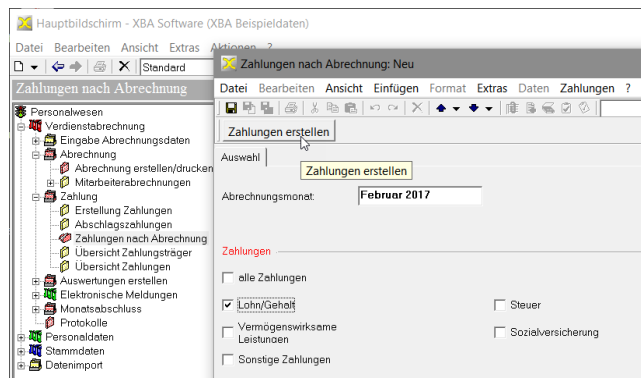 Hauptbildschirm - XBA Software (XBA Beispieldaten)
Datei Bearbeiten Ansicht Extras Aktionen ?
Standard
Zahlungen nach Abrechnung
Personalwesen
Verdienstabrechnung
Eingabe Abrechnungsdaten
Abrechnung
Abrechnung erstellen/drucken
Mitarbeiterabrechnungen
Zahlung
Erstellung Zahlungen
Abschlagszahlungen
Zahlungen nach Abrechnung
Übersicht Zahlungsträger
Übersicht Zahlungen
Auswertungen erstellen
Elektronische Meldungen
Monatsabschluss
Protokolle
Personaldaten
Stammdaten
Datenimport
Zahlungen nach Abrechnung: Neu
Datei Bearbeiten Ansicht Einfügen Format Extras Daten Zahlungen ?
Zahlungen erstellen
Zahlungen erstellen
Auswahl
Abrechnungsmonat: Februar 2017
Zahlungen
alle Zahlungen
Lohn/Gehalt Steuer
Vermögenswirksame
Leistungen Sozialversicherung
Sonstige Zahlungen